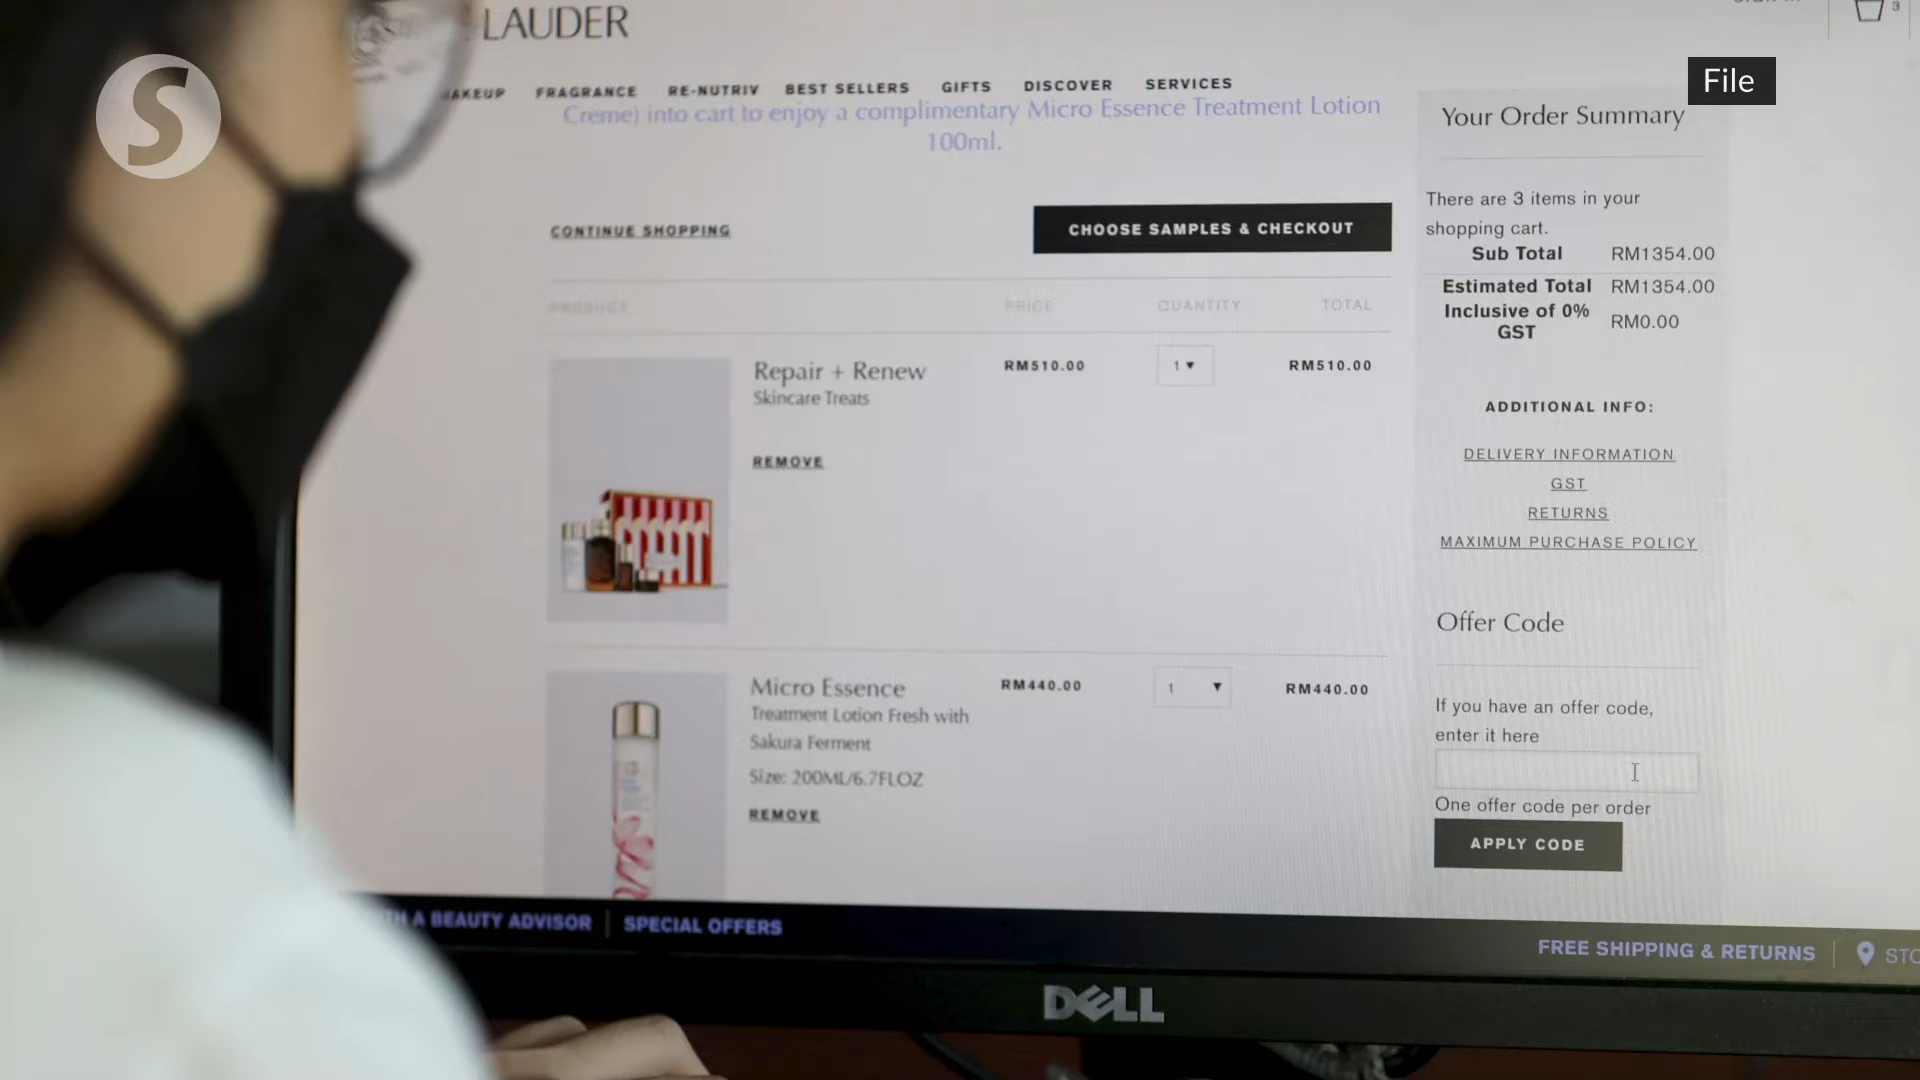 LAUDER
3
FRAGRANCE RE-NUTRIV BEST SELLERS GIFTS DISCOVER SERVICES
File
S
Creme) into cart to enjoy a complimentary Micro Essence Treatment Lotion
100ml.
CONTINUE SHOPPING
CHOOSE SAMPLES & CHECKOUT
PRODUCT PRICE QUANTITY TOTAL
Repair + Renew RM510.00 1 RM510.00
Skincare Treats
REMOVE
Micro Essence RM440.00 1 RM440.00
Treatment Lotion Fresh with
Sakura Ferment
Size: 200ML/6.7FLOZ
REMOVE
Your Order Summary
There are 3 items in your
shopping cart.
Sub Total RM1354.00
Estimated Total RM1354.00
Inclusive of 0%
GST RM0.00
ADDITIONAL INFO:
DELIVERY INFORMATION
GST
RETURNS
MAXIMUM PURCHASE POLICY
Offer Code
If you have an offer code,
enter it here
One offer code per order
APPLY CODE
A BEAUTY ADVISOR SPECIAL OFFERS
FREE SHIPPING & RETURNS
DELL